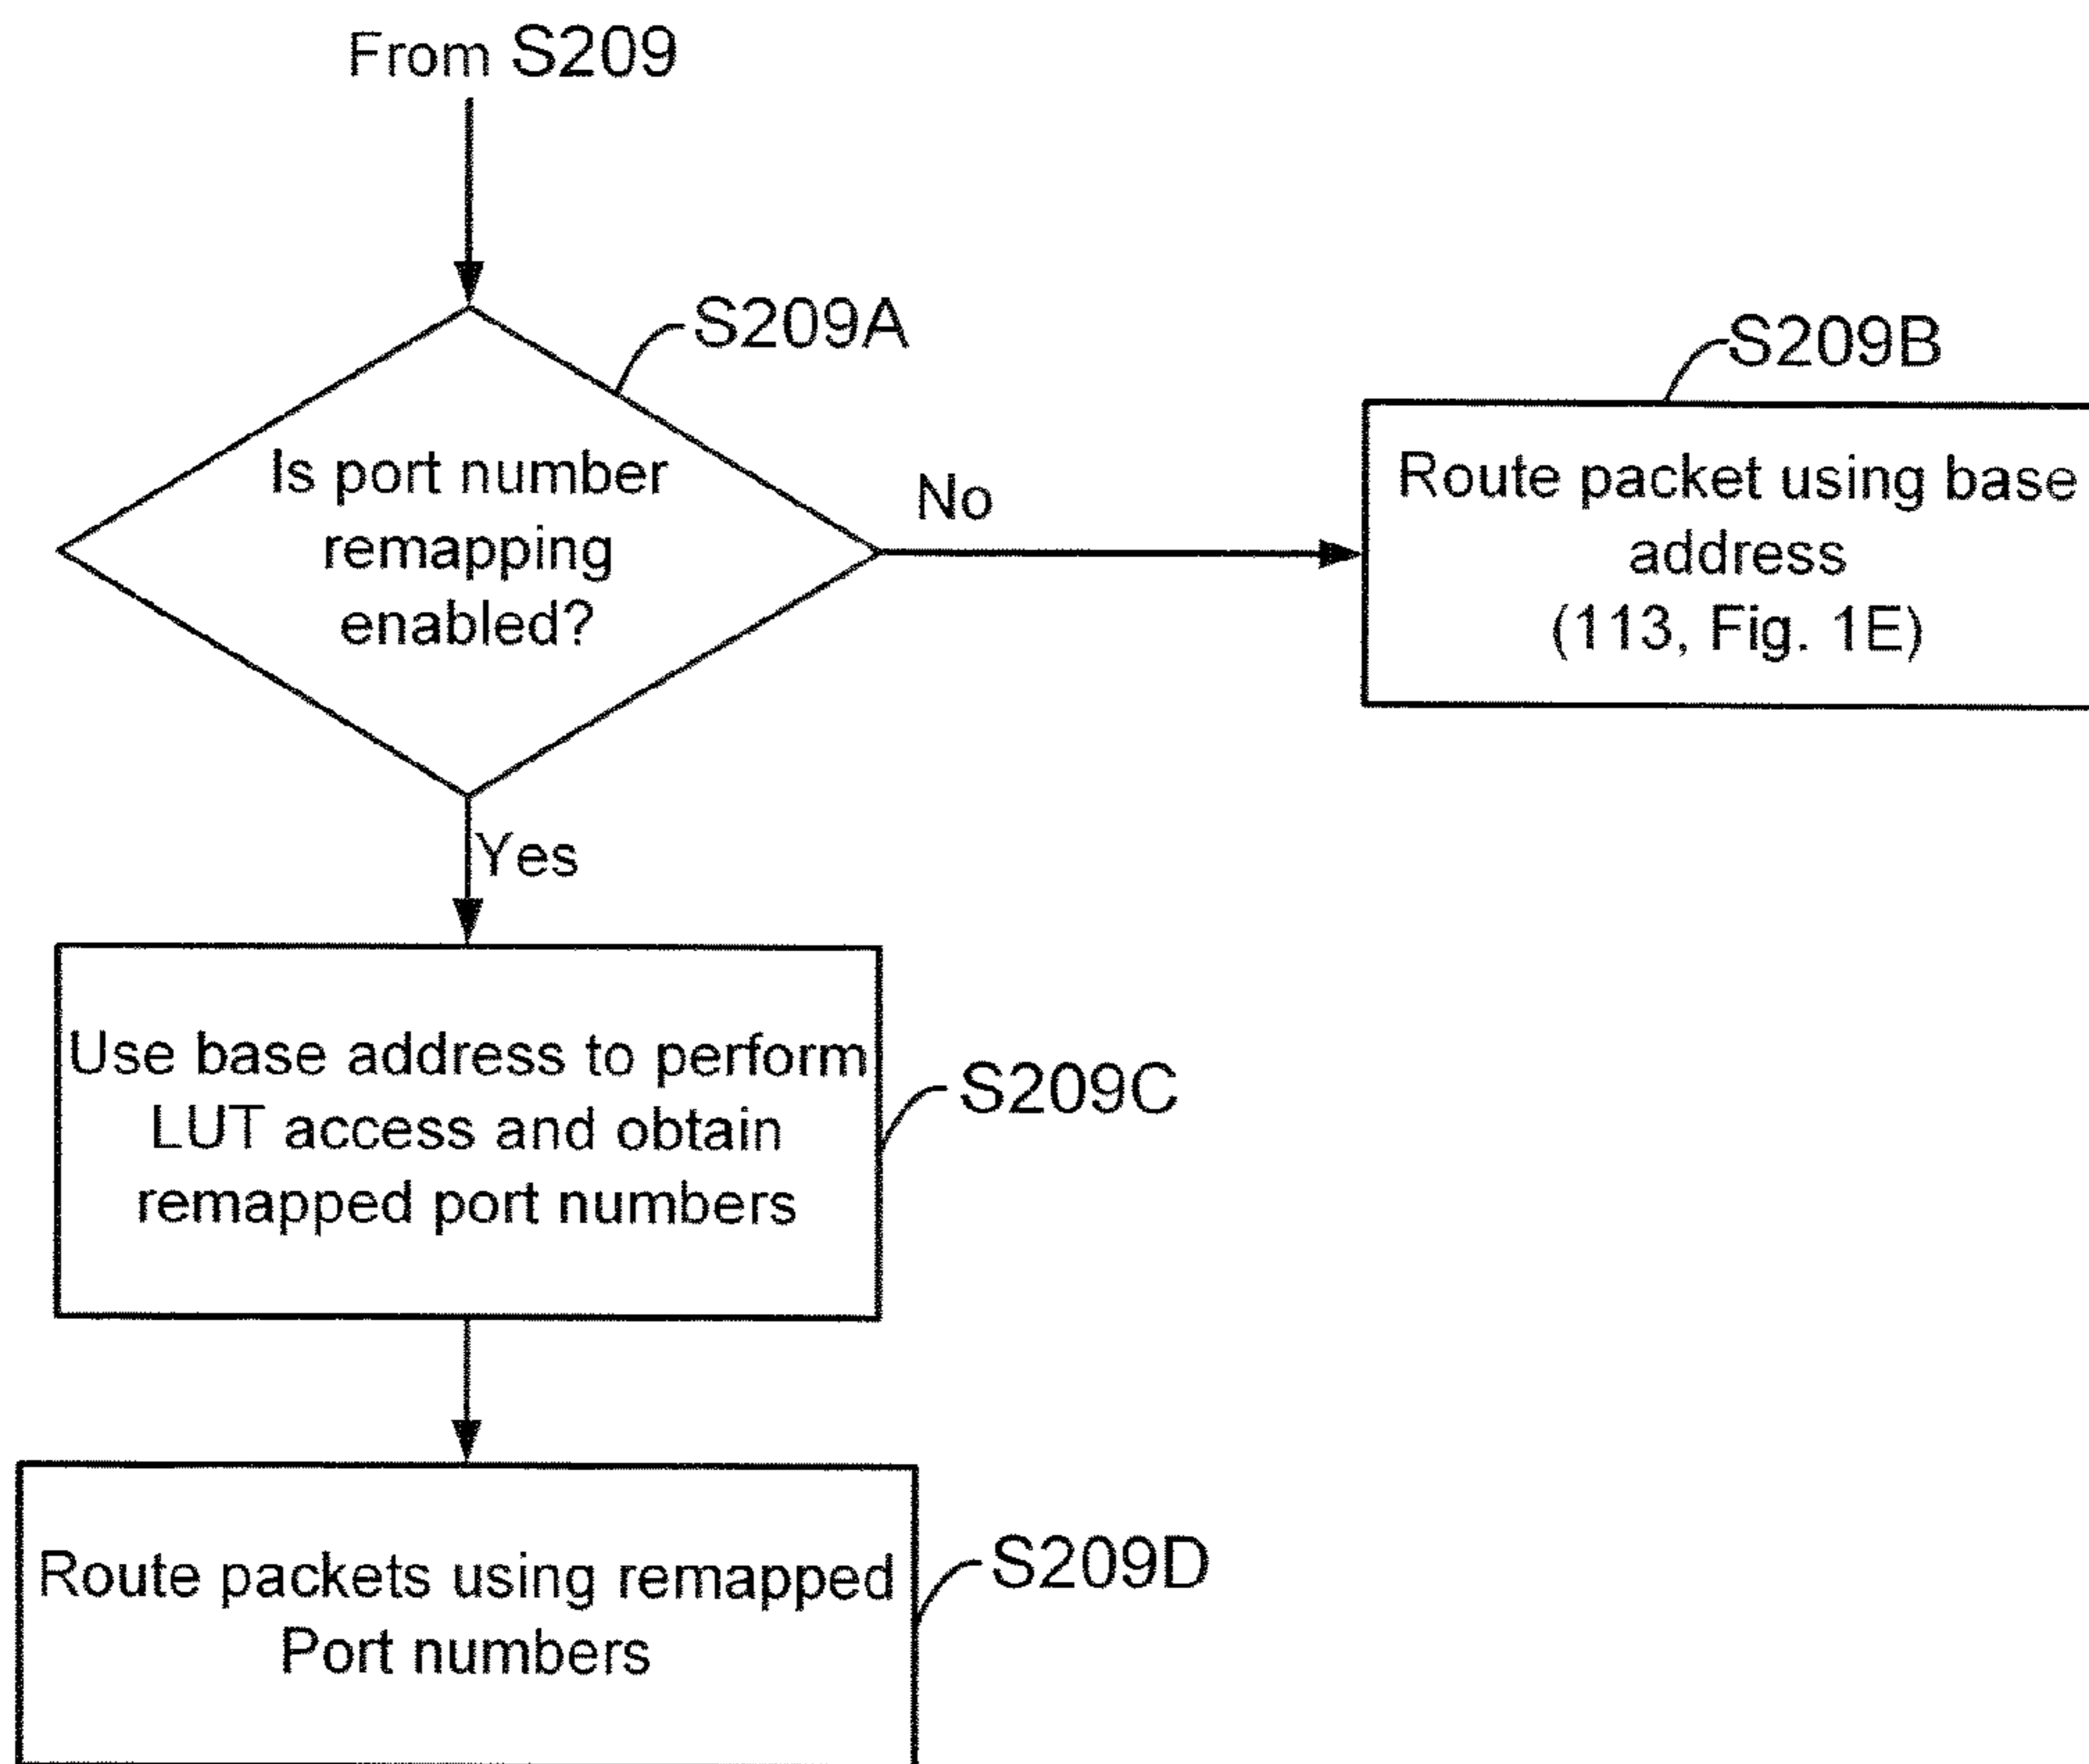 From S209
S209A
Is port number
remapping
enabled?
No
S209B
Route packet using base
address
(113, Fig. 1E)
Yes
Use base address to perform
LUT access and obtain
remapped port numbers
S209C
Route packets using remapped
Port numbers
S209D